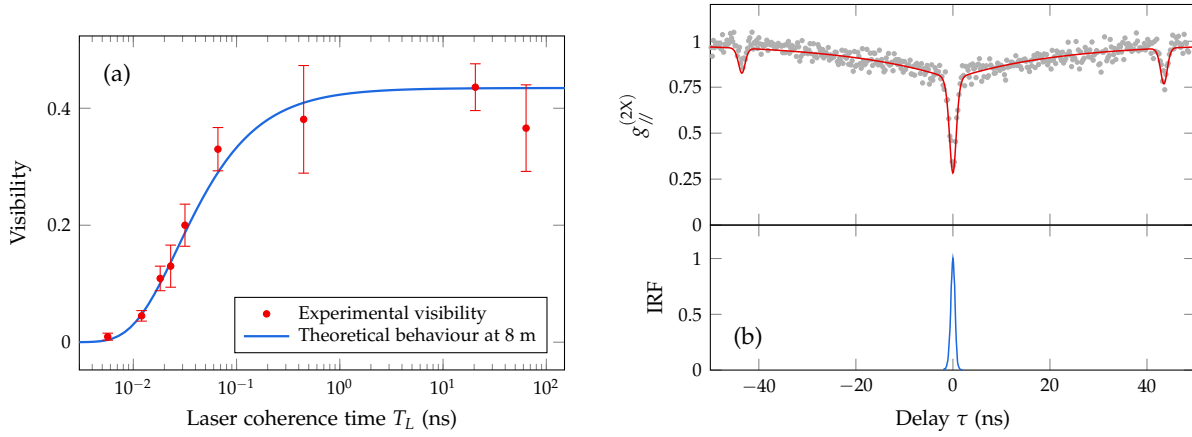 (a)
Visibility
0.4
0.2
0
10⁻²
10⁻¹
10⁰
10¹
10²
Laser coherence time T_L (ns)
Experimental visibility
Theoretical behaviour at 8 m
g_{//}^{(2X)}
1
0.75
0.5
0.25
0
IRF
1
0.5
0
(b)
−40
−20
0
20
40
Delay τ (ns)